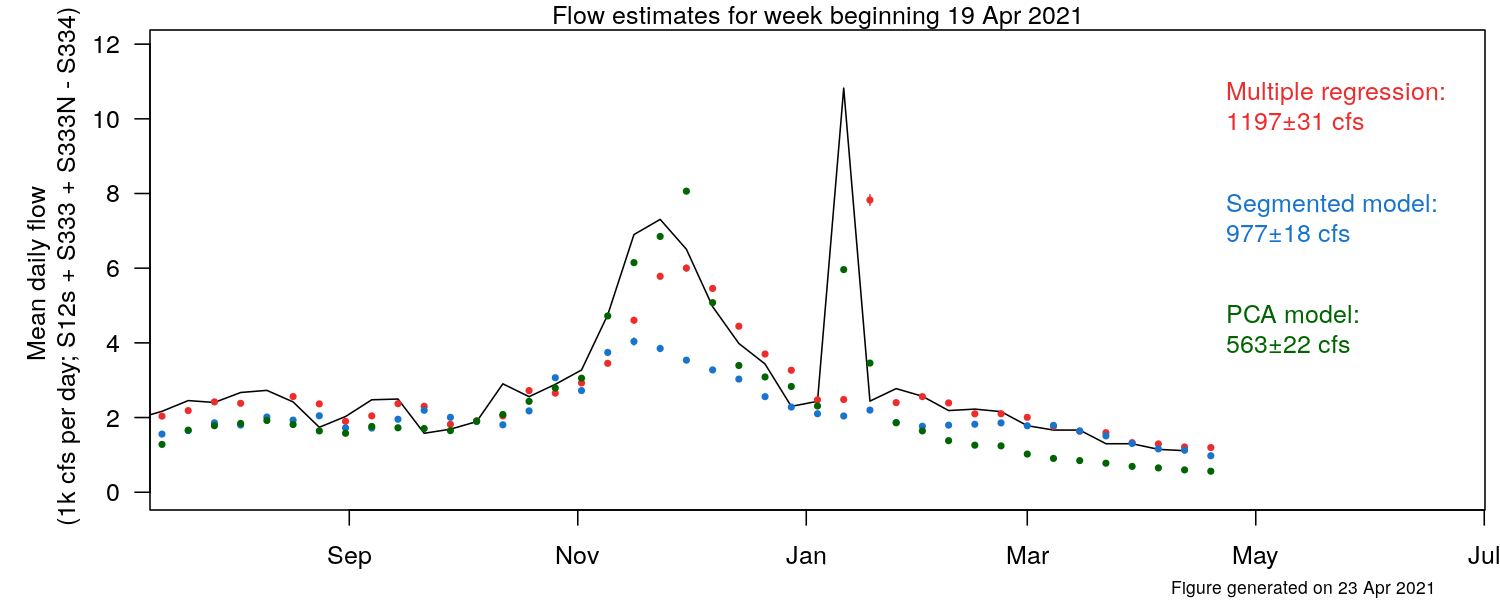 Flow estimates for week beginning 19 Apr 2021
Mean daily flow
(1k cfs per day; S12s + S333 + S333N - S334)
12
10
8
6
4
2
0
Multiple regression:
1197±31 cfs
Segmented model:
977±18 cfs
PCA model:
563±22 cfs
Sep Nov Jan Mar May Jul
FIgure generated on 23 Apr 2021